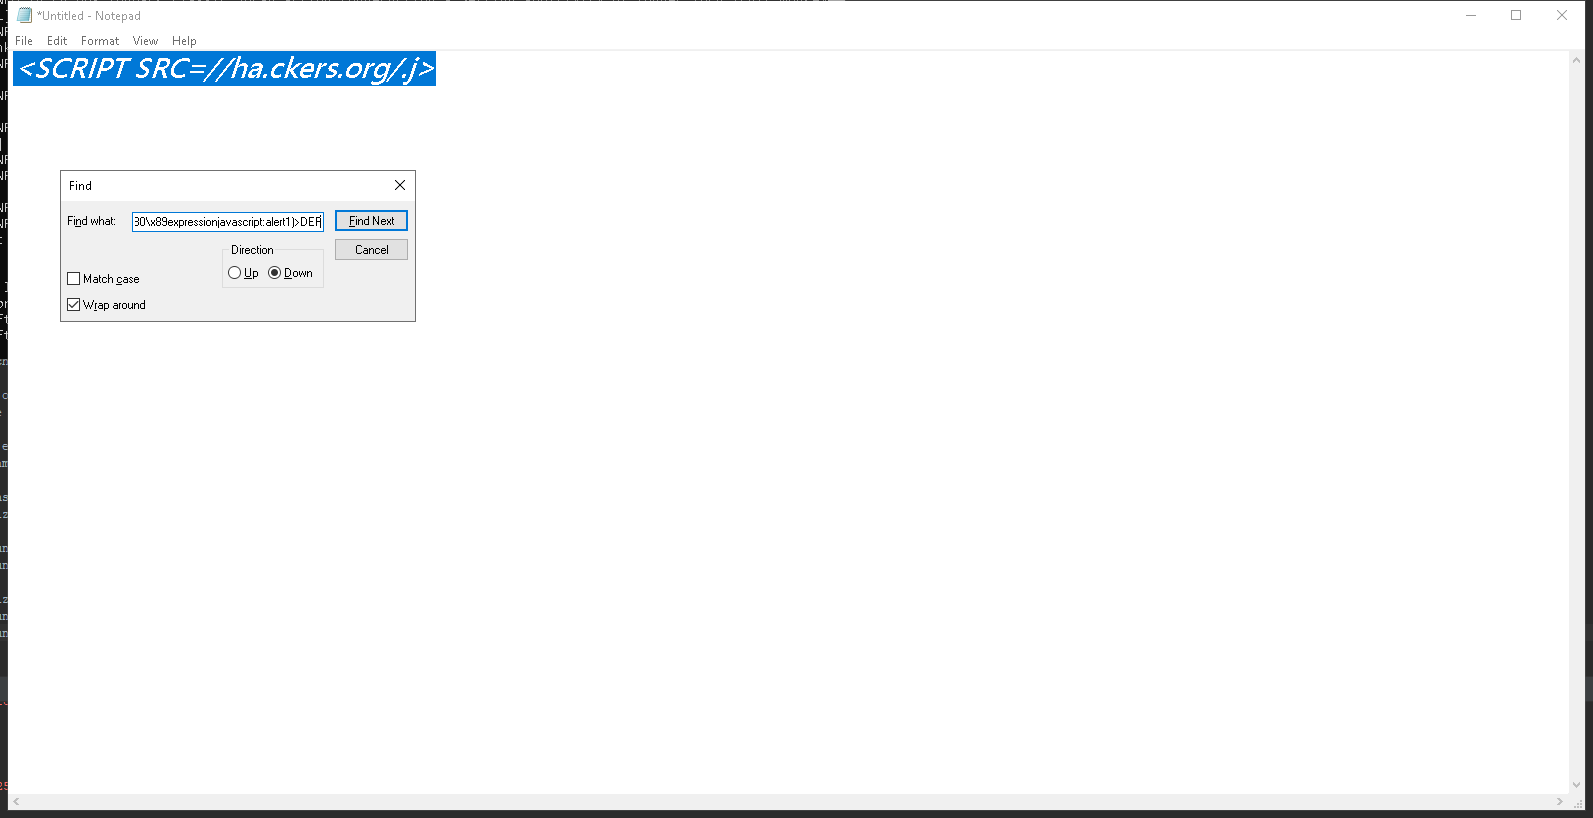 *Untitled - Notepad
File Edit Format View Help
<SCRIPT SRC=//ha.ckers.org/.j>
Find
Find what: 80\x89expressionjavascript:alert1)>DEF Find Next
Direction Cancel
Up Down
Match case
Wrap around